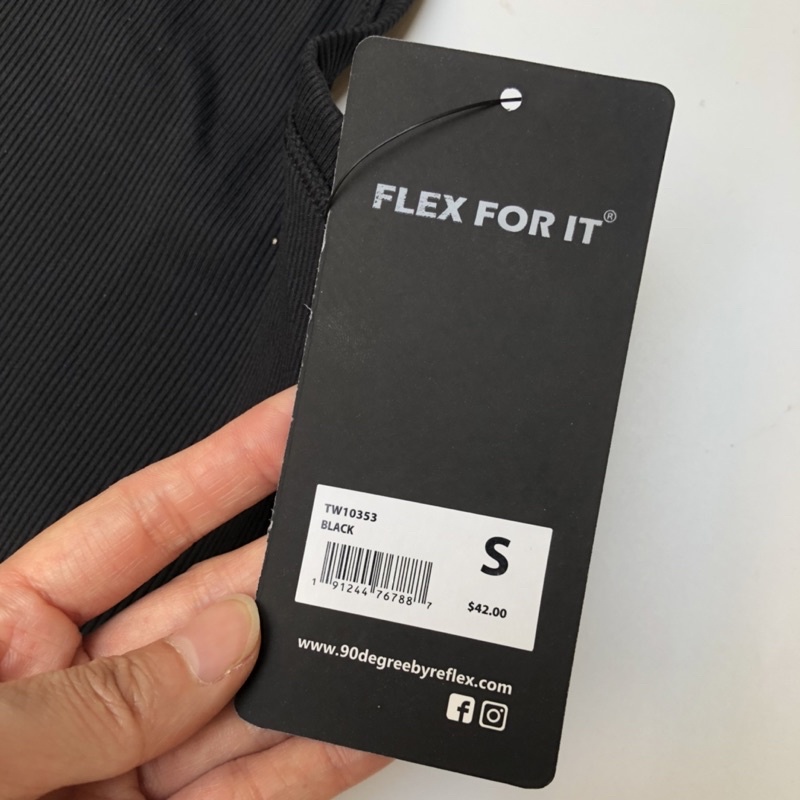 FLEX FOR IT®
TW10353
BLACK
S
1 91244 76788 7
$42.00
www.90degreebyreflex.com